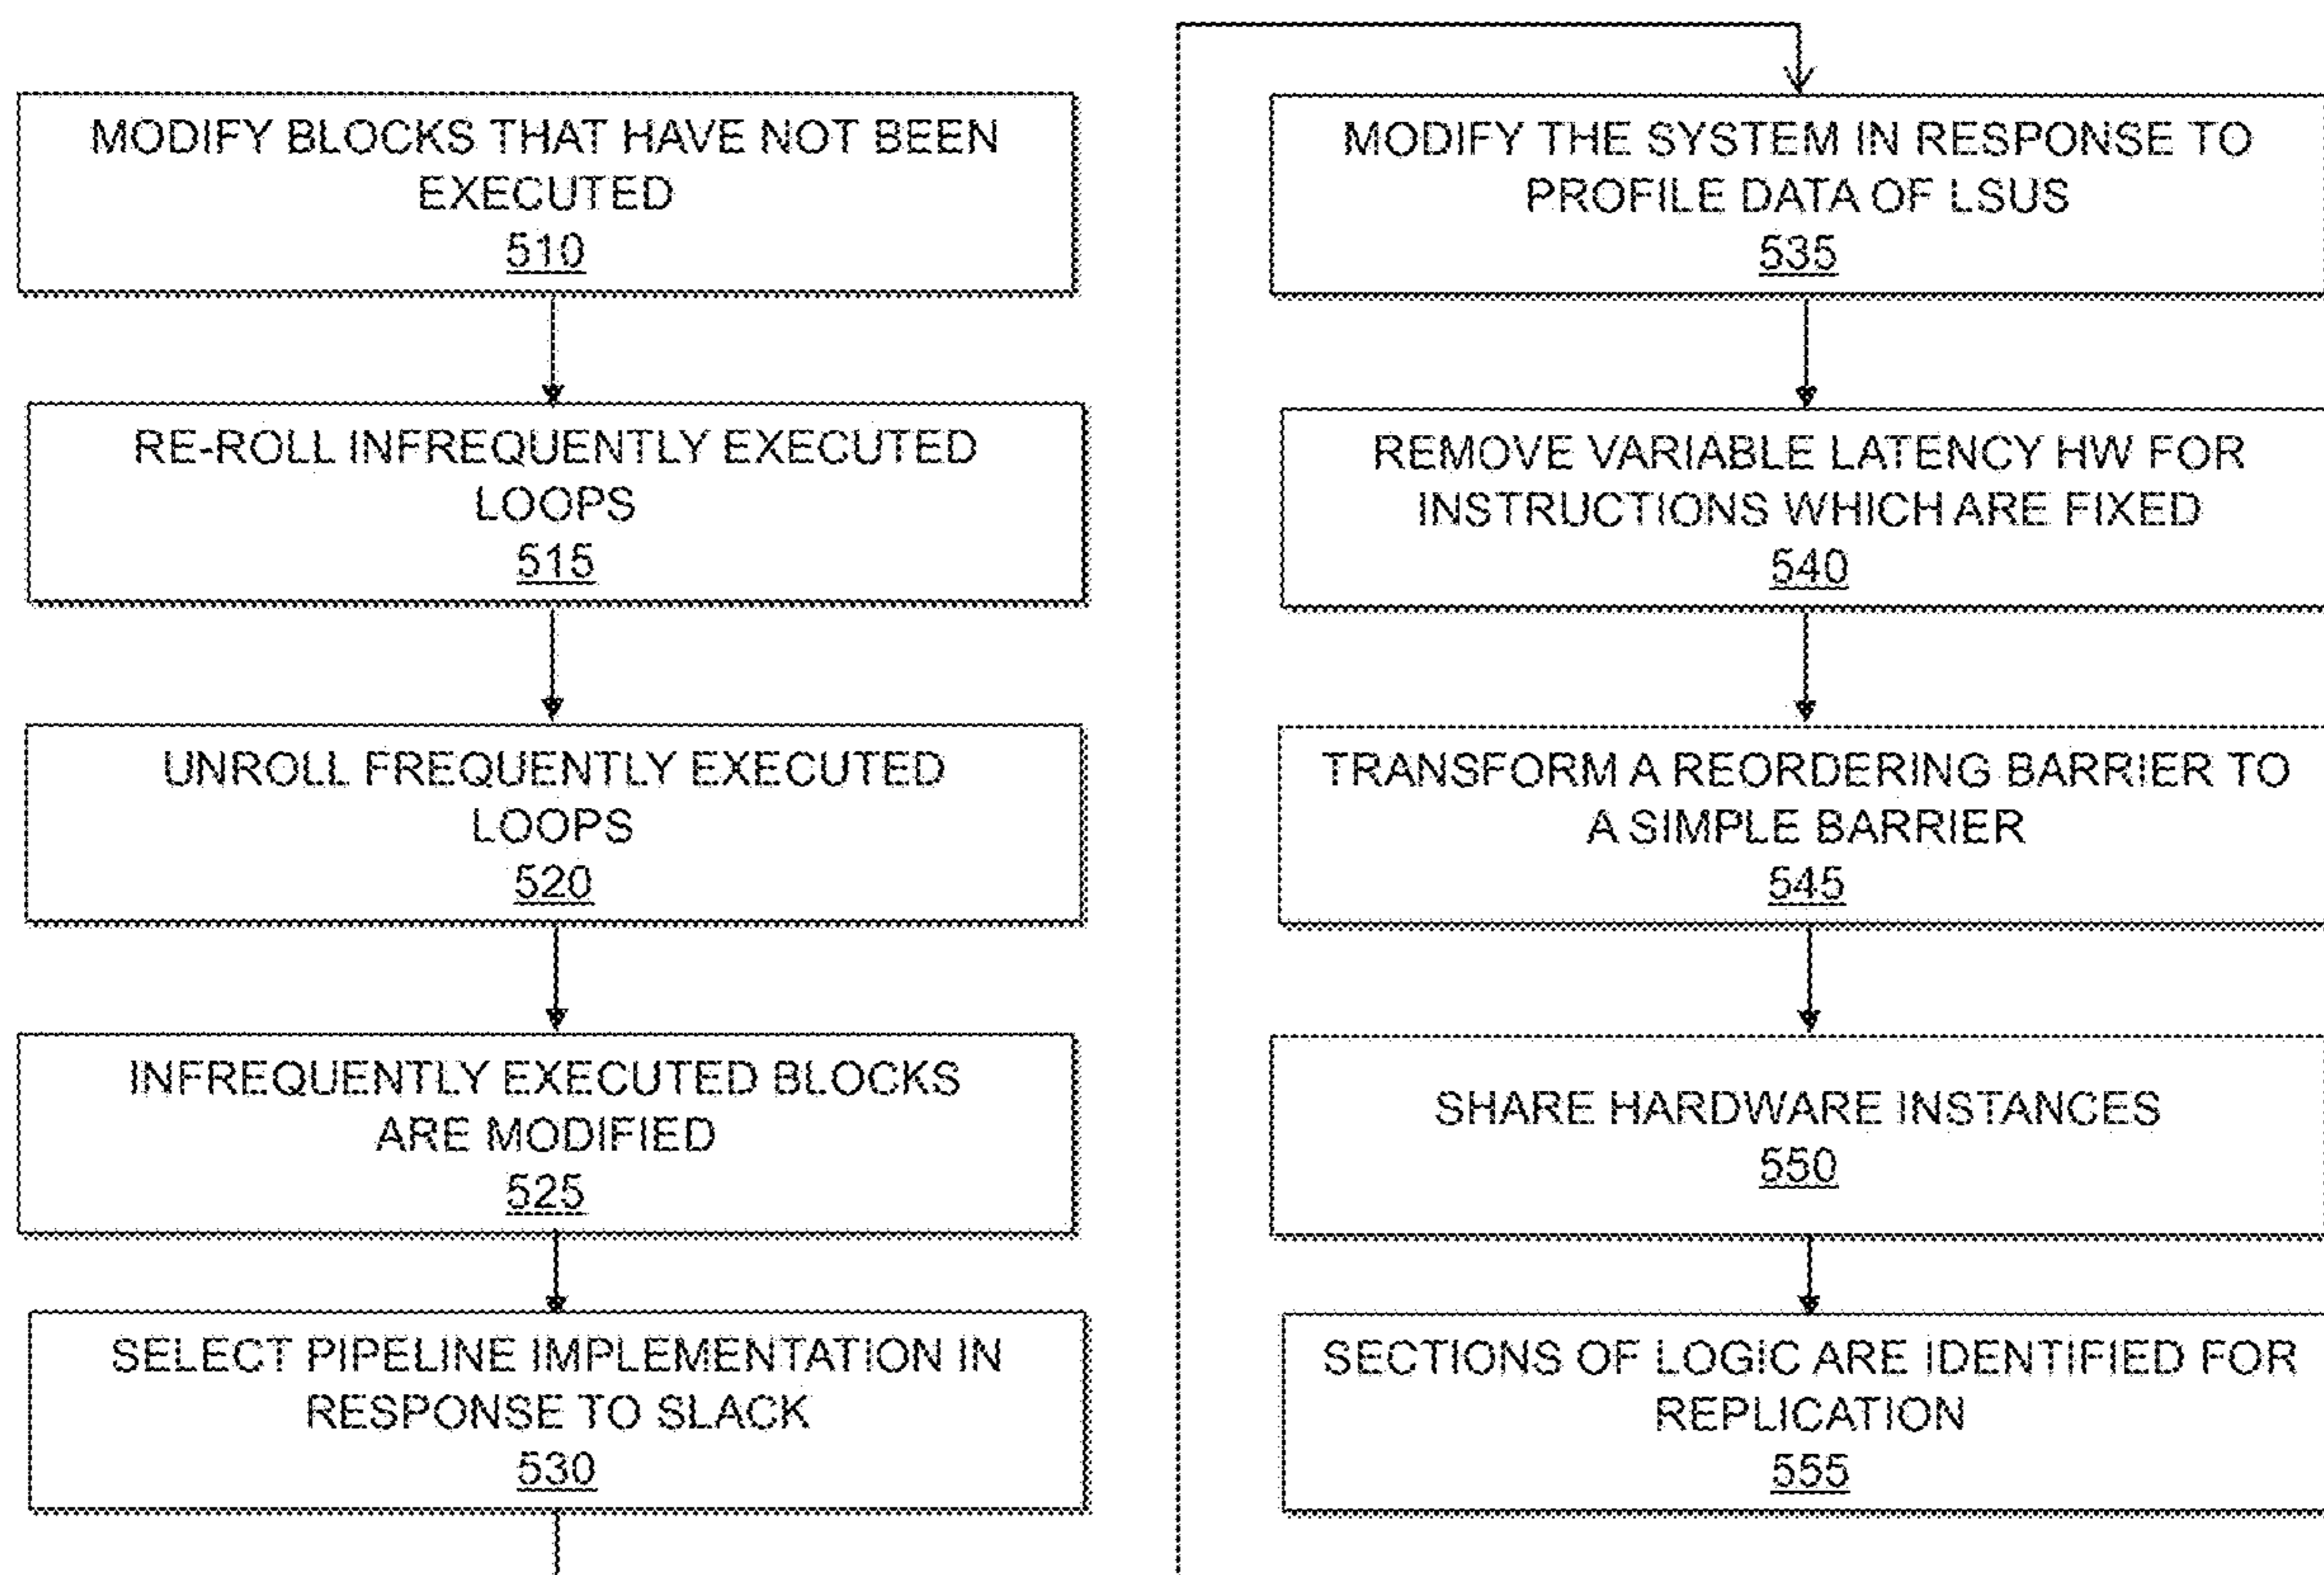 MODIFY BLOCKS THAT HAVE NOT BEEN
EXECUTED
510
RE-ROLL INFREQUENTLY EXECUTED
LOOPS
515
UNROLL FREQUENTLY EXECUTED
LOOPS
520
INFREQUENTLY EXECUTED BLOCKS
ARE MODIFIED
525
SELECT PIPELINE IMPLEMENTATION IN
RESPONSE TO SLACK
530
MODIFY THE SYSTEM IN RESPONSE TO
PROFILE DATA OF LSUS
535
REMOVE VARIABLE LATENCY HW FOR
INSTRUCTIONS WHICH ARE FIXED
540
TRANSFORM A REORDERING BARRIER TO
A SIMPLE BARRIER
545
SHARE HARDWARE INSTANCES
550
SECTIONS OF LOGIC ARE IDENTIFIED FOR
REPLICATION
555